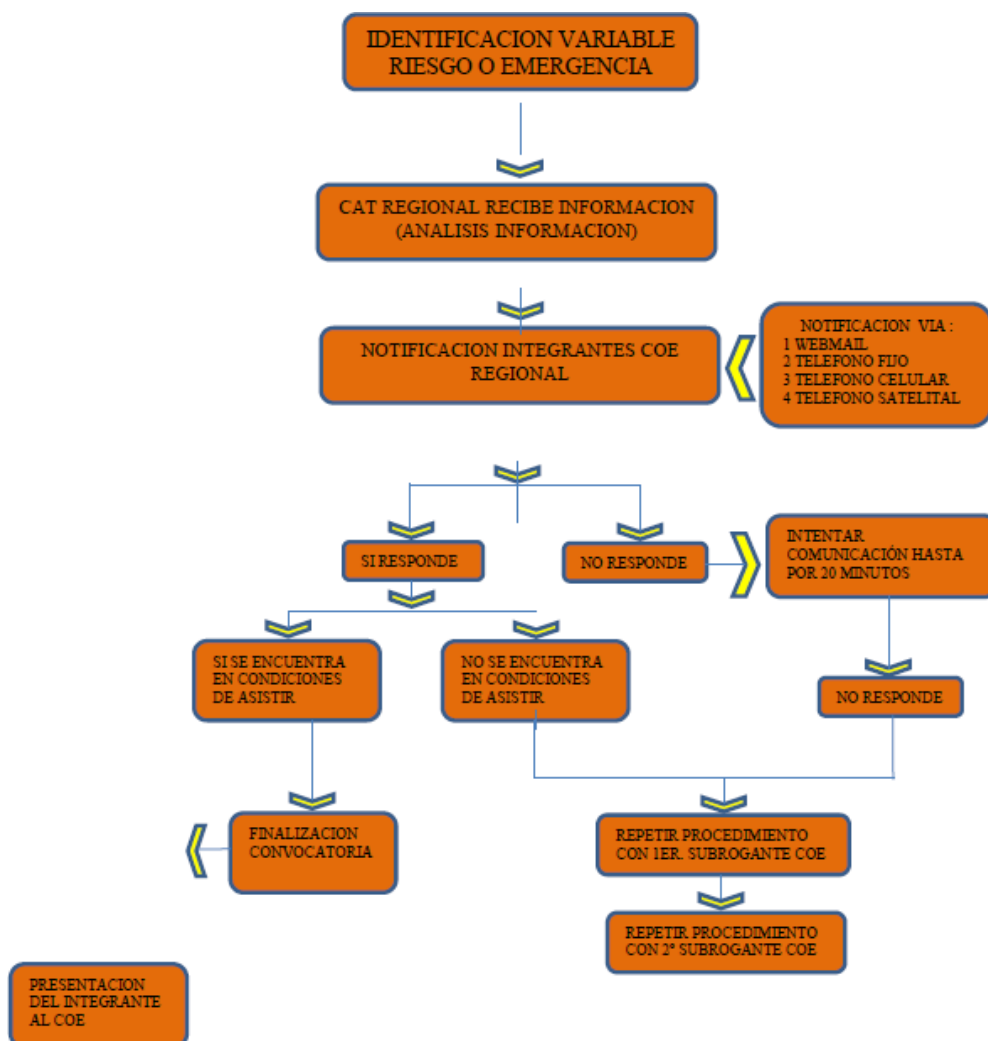 IDENTIFICACION VARIABLE
RIESGO O EMERGENCIA
CAT REGIONAL RECIBE INFORMACION
(ANALISIS INFORMACION)
NOTIFICACION INTEGRANTES COE
REGIONAL
NOTIFICACION VIA :
1 WEBMAIL
2 TELEFONO FIJO
3 TELEFONO CELULAR
4 TELEFONO SATELITAL
SI RESPONDE
NO RESPONDE
INTENTAR
COMUNICACIÓN HASTA
POR 20 MINUTOS
SI SE ENCUENTRA
EN CONDICIONES
DE ASISTIR
NO SE ENCUENTRA
EN CONDICIONES
DE ASISTIR
NO RESPONDE
FINALIZACION
CONVOCATORIA
REPETIR PROCEDIMIENTO
CON 1ER. SUBROGANTE COE
REPETIR PROCEDIMIENTO
CON 2º SUBROGANTE COE
PRESENTACION
DEL INTEGRANTE
AL COE